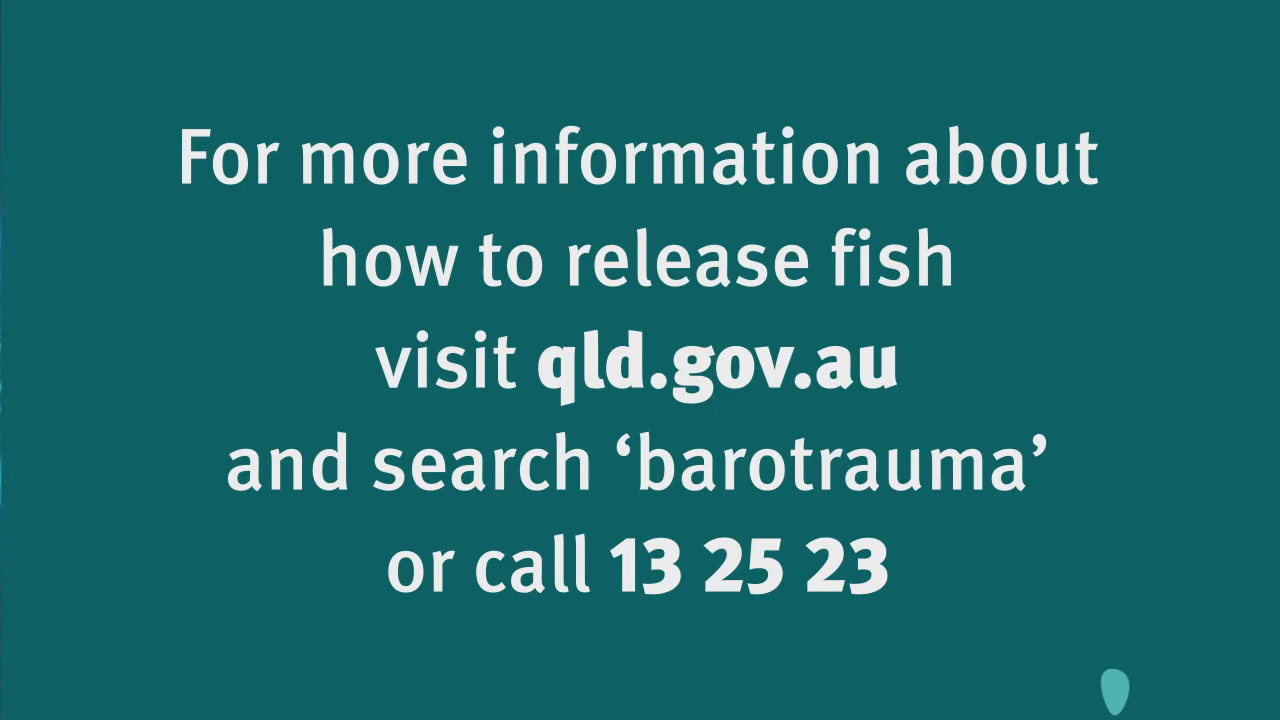 For more information about
how to release fish
visit qld.gov.au
and search ‘barotrauma’
or call 13 25 23